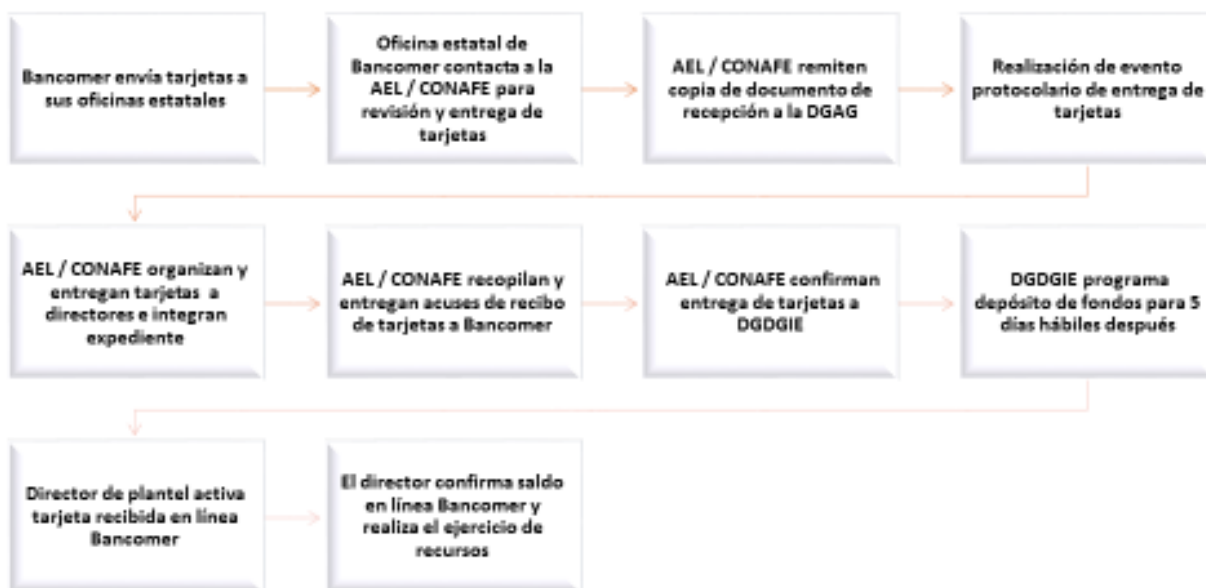 Bancomer envía tarjetas a
sus oficinas estatales
Oficina estatal de
Bancomer contacta a la
AEL / CONAFE para
revisión y entrega de
tarjetas
AEL / CONAFE remiten
copia de documento de
recepción a la DGAG
Realización de evento
protocolario de entrega de
tarjetas
AEL / CONAFE organizan y
entregan tarjetas a
directores e integran
expediente
AEL / CONAFE recopilan y
entregan acuses de recibo
de tarjetas a Bancomer
AEL / CONAFE confirman
entrega de tarjetas a
DGDGIE
DGDGIE programa
depósito de fondos para 5
días hábiles después
Director de plantel activa
tarjeta recibida en línea
Bancomer
El director confirma saldo
en línea Bancomer y
realiza el ejercicio de
recursos